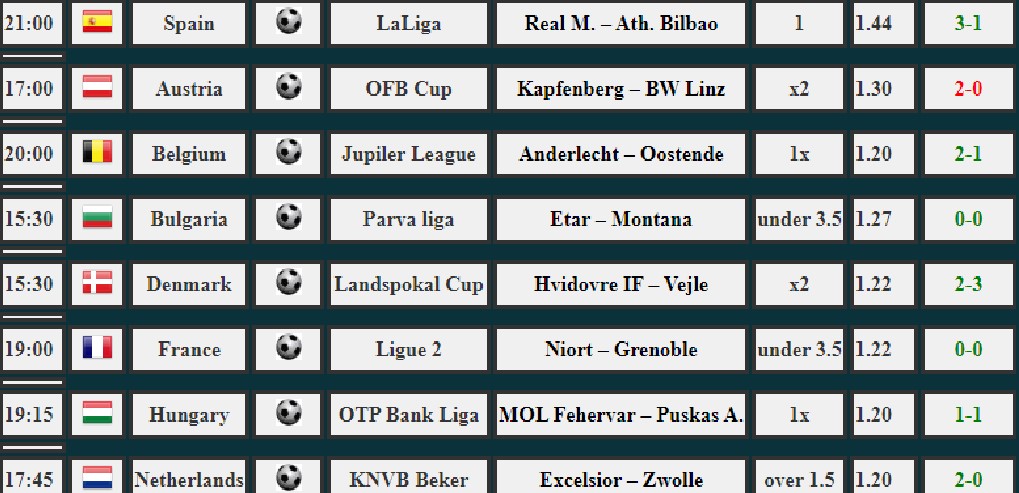 21:00 Spain LaLiga Real M. – Ath. Bilbao 1 1.44 3-1
17:00 Austria OFB Cup Kapfenberg – BW Linz x2 1.30 2-0
20:00 Belgium Jupiler League Anderlecht – Oostende 1x 1.20 2-1
15:30 Bulgaria Parva liga Etar – Montana under 3.5 1.27 0-0
15:30 Denmark Landspokal Cup Hvidovre IF – Vejle x2 1.22 2-3
19:00 France Ligue 2 Niort – Grenoble under 3.5 1.22 0-0
19:15 Hungary OTP Bank Liga MOL Fehervar – Puskas A. 1x 1.20 1-1
17:45 Netherlands KNVB Beker Excelsior – Zwolle over 1.5 1.20 2-0